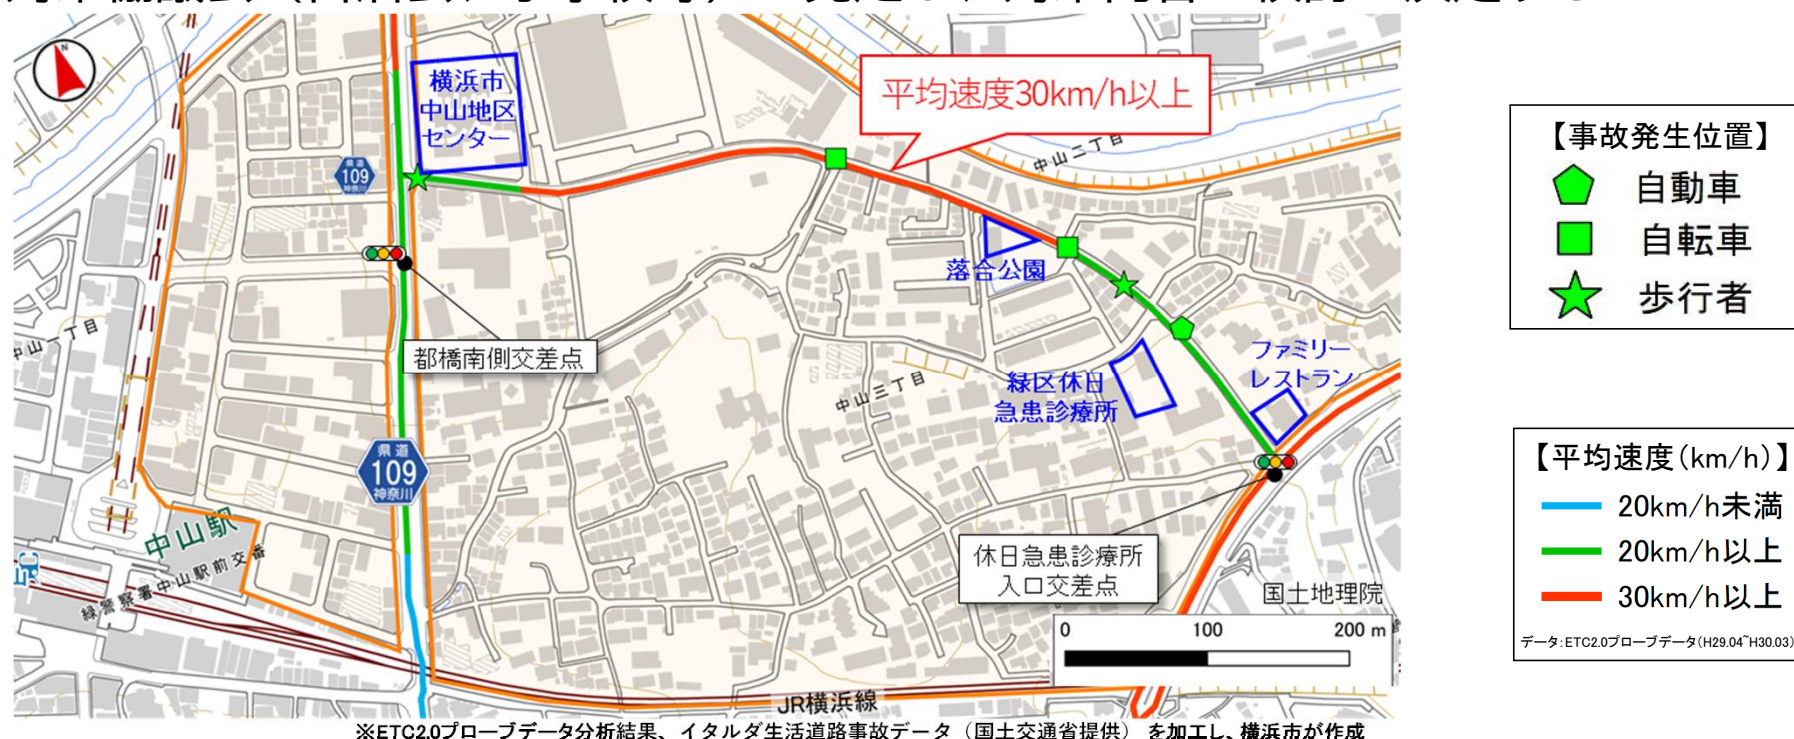 N
横浜市
中山地区
センター
平均速度30km/h以上
中山二丁目
県道
109
神奈川
落合公園
都橋南側交差点
中山一丁目
中山三丁目
緑区休日
急患診療所
ファミリー
レストラン
県道
109
神奈川
中山駅
緑警察署中山駅前交番
休日急患診療所
入口交差点
国土地理院
0 100 200 m
JR横浜線
【事故発生位置】
自動車
自転車
歩行者
【平均速度(km/h)】
20km/h未満
20km/h以上
30km/h以上
データ:ETC2.0プローブデータ(H29.04~H30.03)
※ETC2.0プローブデータ分析結果、イタルダ生活道路事故データ（国土交通省提供） を加工し、横浜市が作成